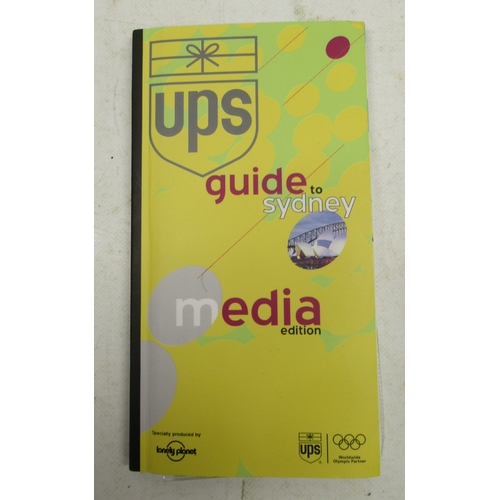 ups
guide to
sydney
media
edition
Specially produced by
lonely planet
ups
Worldwide
Olympic Partner